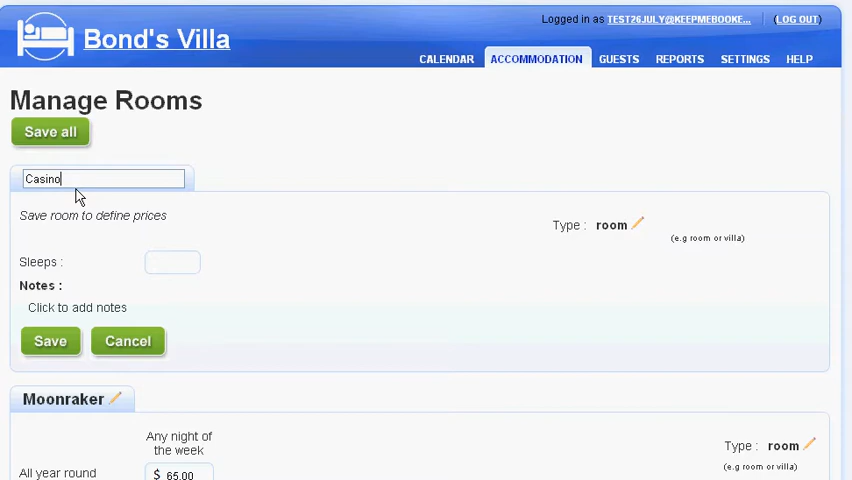 Logged in as TEST26JULY@KEEPMEBOOKE... (LOG OUT)
Bond's Villa
CALENDAR ACCOMMODATION GUESTS REPORTS SETTINGS HELP
Manage Rooms
Save all
Casino
Save room to define prices
Type : room
(e.g room or villa)
Sleeps :
Notes :
Click to add notes
Save Cancel
Moonraker
Any night of
the week
Type : room
(e.g room or villa)
All year round $ 65.00